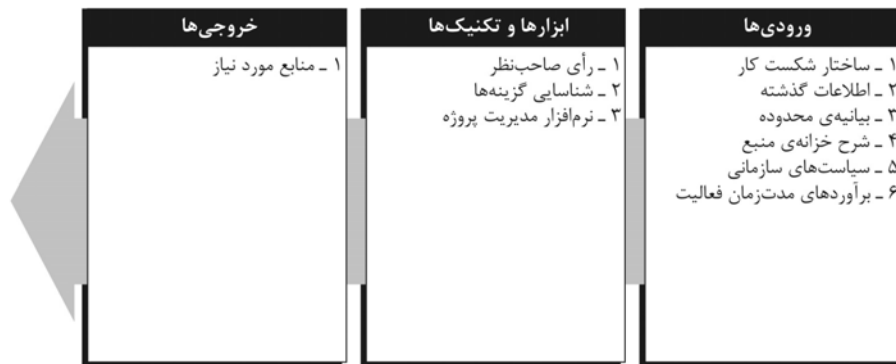 ورودی‌ها
۱ ـ ساختار شکست کار
۲ ـ اطلاعات گذشته
۳ ـ بیانیه‌ی محدوده
۴ ـ شرح خزانه‌ی منبع
۵ ـ سیاست‌های سازمانی
۶ ـ برآوردهای مدت‌زمان فعالیت
ابزارها و تکنیک‌ها
۱ ـ رأی صاحب‌نظر
۲ ـ شناسایی گزینه‌ها
۳ ـ نرم‌افزار مدیریت پروژه
خروجی‌ها
۱ ـ منابع مورد نیاز